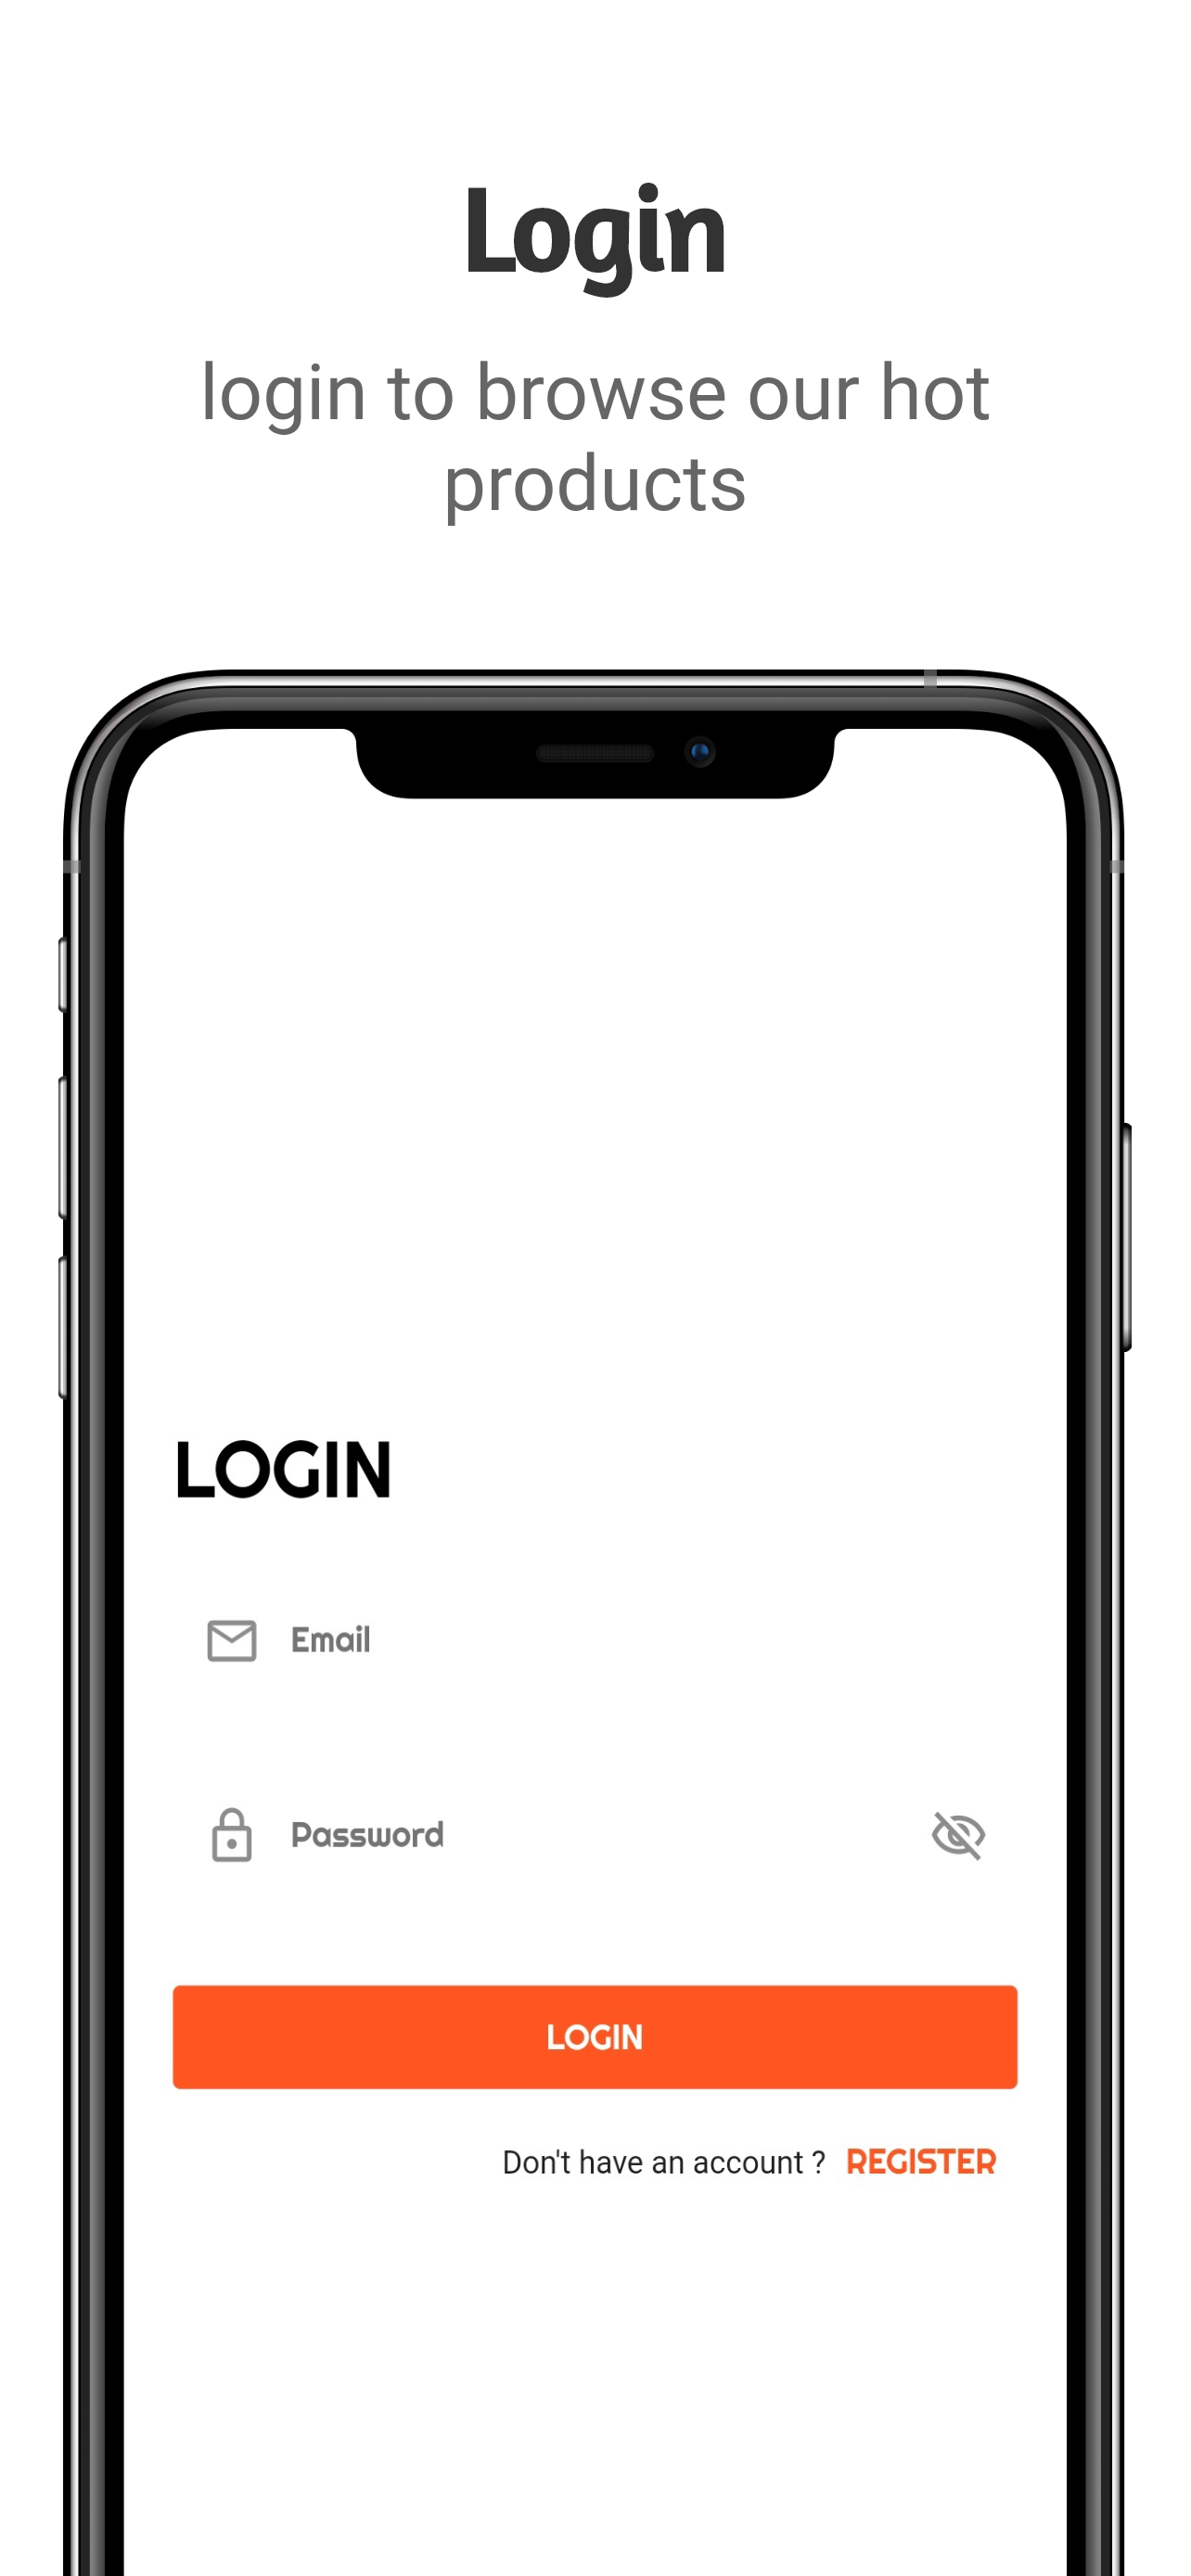 Login
login to browse our hot
products
LOGIN
Email
Password
LOGIN
Don't have an account ? REGISTER